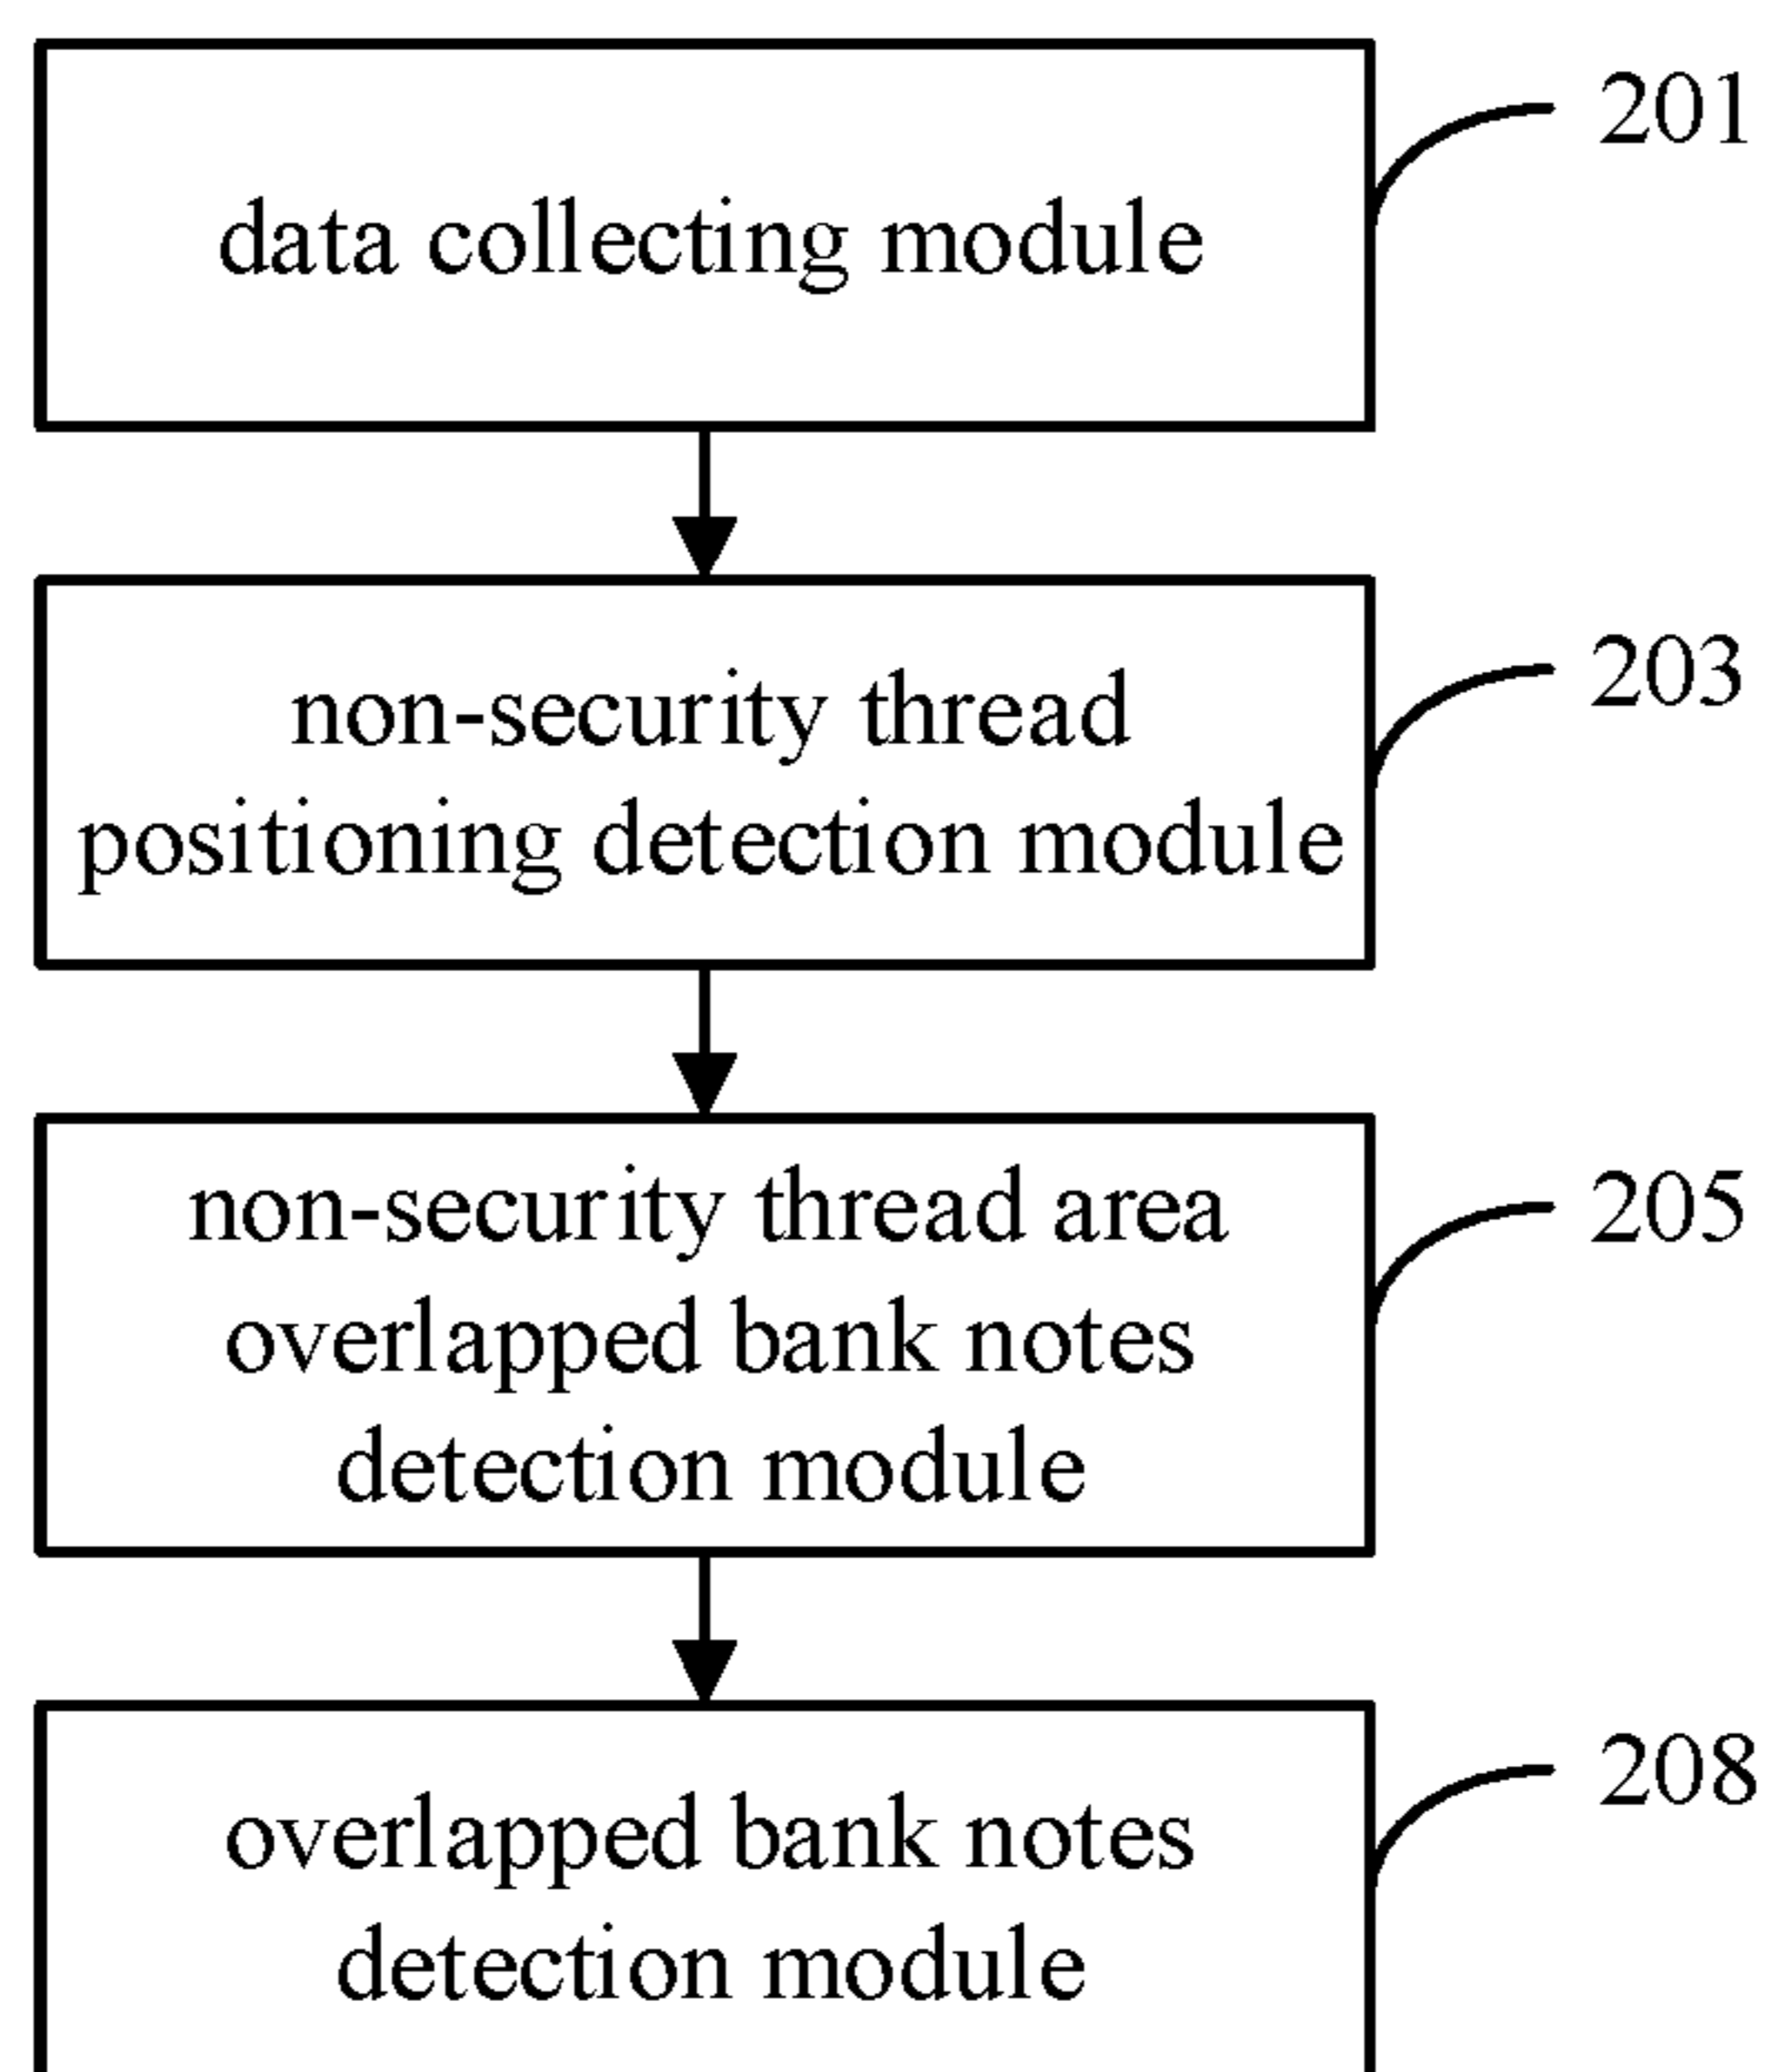 data collecting module
201
non-security thread
positioning detection module
203
non-security thread area
overlapped bank notes
detection module
205
overlapped bank notes
detection module
208